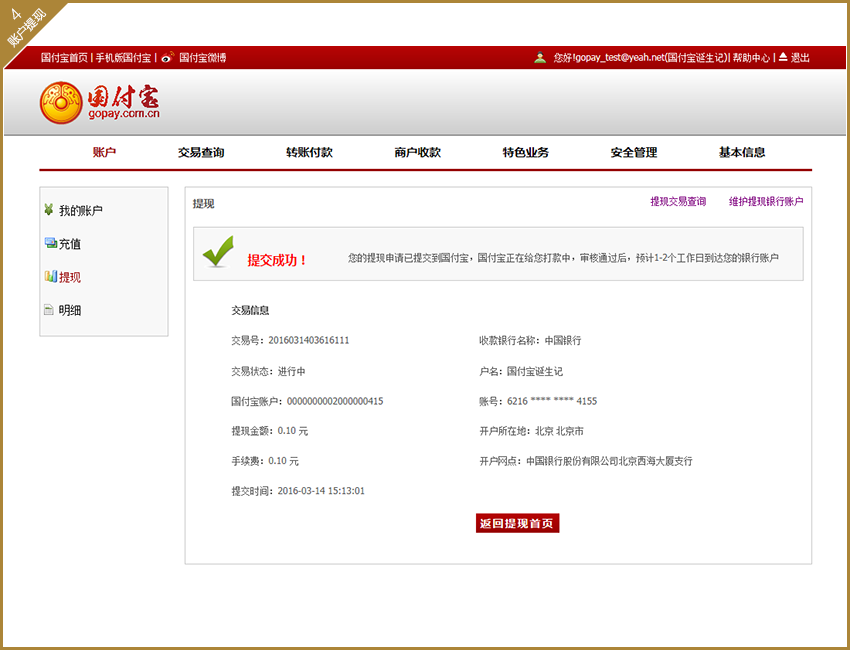 4
账户提现
国付宝首页 | 手机版国付宝 | 国付宝微博
您好!gopay_test@yeah.net(国付宝诞生记)| 帮助中心 | 退出
国付宝
gopay.com.cn
账户 交易查询 转账付款 商户收款 特色业务 安全管理 基本信息
我的账户
充值
提现
明细
提现 提现交易查询 维护提现银行账户
提交成功！ 您的提现申请已提交到国付宝，国付宝正在给您打款中，审核通过后，预计1-2个工作日到达您的银行账户
交易信息
交易号：2016031403616111 收款银行名称：中国银行
交易状态：进行中 户名：国付宝诞生记
国付宝账户：0000000002000000415 账号：6216 **** **** 4155
提现金额：0.10 元 开户所在地：北京 北京市
手续费：0.10 元 开户网点：中国银行股份有限公司北京西海大厦支行
提交时间：2016-03-14 15:13:01
返回提现首页